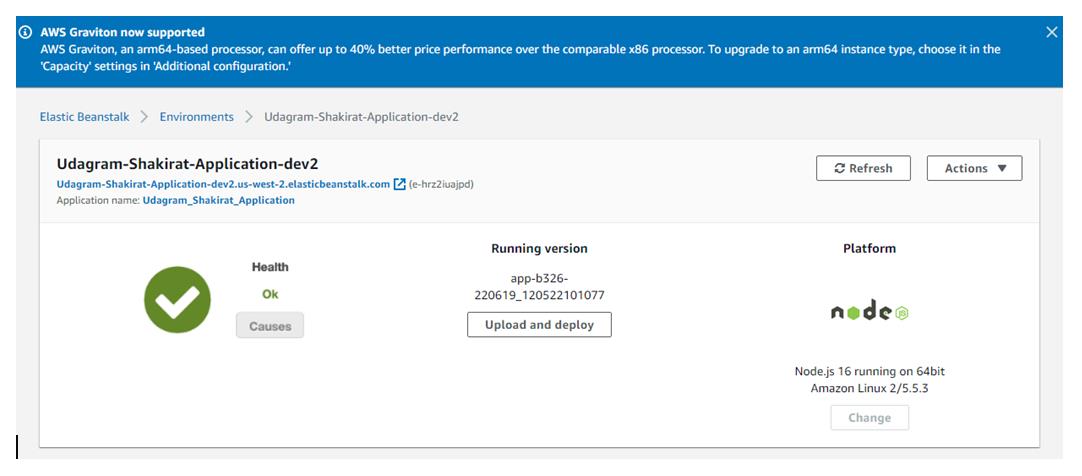 AWS Graviton now supported
AWS Graviton, an arm64-based processor, can offer up to 40% better price performance over the comparable x86 processor. To upgrade to an arm64 instance type, choose it in the
'Capacity' settings in 'Additional configuration.'
Elastic Beanstalk > Environments > Udagram-Shakirat-Application-dev2
Udagram-Shakirat-Application-dev2
Udagram-Shakirat-Application-dev2.us-west-2.elasticbeanstalk.com (e-hrz2iuajpd)
Application name: Udagram_Shakirat_Application
Refresh
Actions
Health
Ok
Causes
Running version
app-b326-
220619_120522101077
Upload and deploy
Platform
node JS
Node.js 16 running on 64bit
Amazon Linux 2/5.5.3
Change